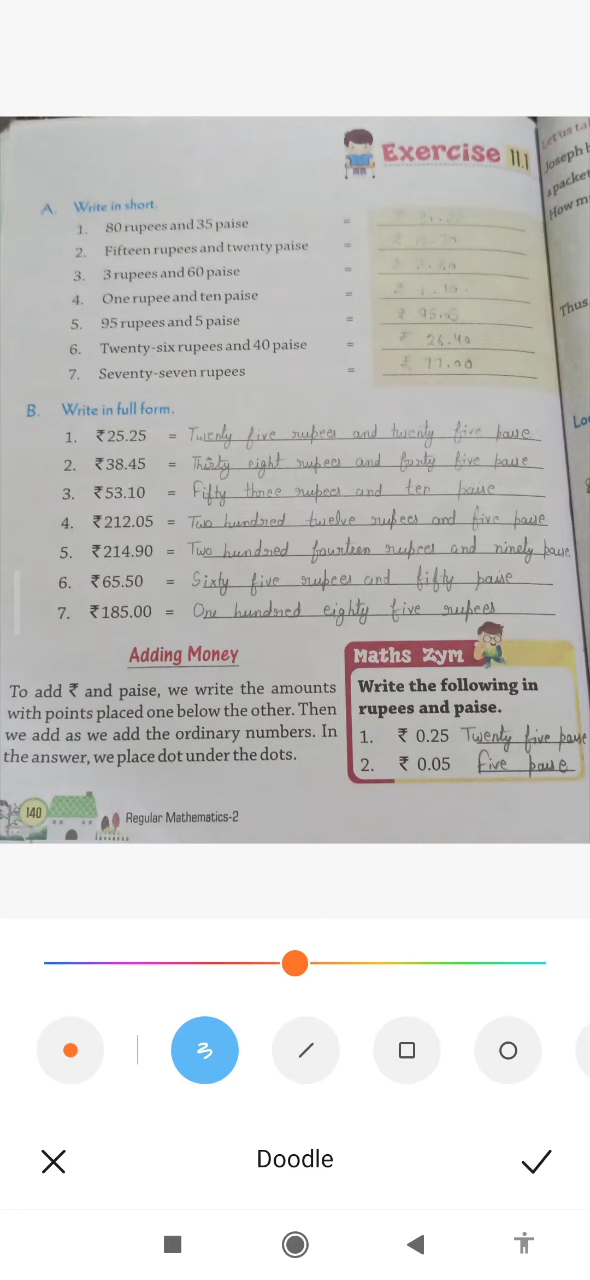 Exercise 11.1
Let us ta
Joseph
packet
How m
A. Write in short.
1. 80 rupees and 35 paise =
2. Fifteen rupees and twenty paise =
3. 3 rupees and 60 paise =
4. One rupee and ten paise =
5. 95 rupees and 5 paise = ₹ 95.05
6. Twenty-six rupees and 40 paise = ₹ 26.40
7. Seventy-seven rupees = ₹ 77.00
Thus
B. Write in full form.
1. ₹25.25 = Twenty five rupees and twenty five paise
2. ₹38.45 = Thirty eight rupees and forty five paise
3. ₹53.10 = Fifty three rupees and ten paise
4. ₹212.05 = Two hundred twelve rupees and five paise
5. ₹214.90 = Two hundred fourteen rupees and ninely paise
6. ₹65.50 = Sixty five rupees and fifty paise
7. ₹185.00 = One hundred eighty five rupees
Adding Money
To add ₹ and paise, we write the amounts
with points placed one below the other. Then
we add as we add the ordinary numbers. In
the answer, we place dot under the dots.
Maths Zym
Write the following in
rupees and paise.
1. ₹ 0.25 Twenty five paise
2. ₹ 0.05 five paise
140 Regular Mathematics-2
Doodle